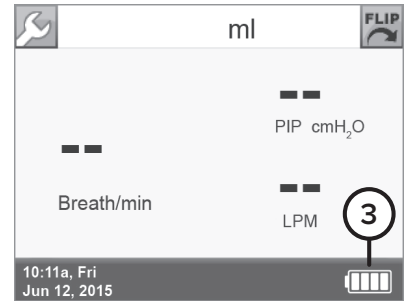 ml
FLIP
--
PIP cmH₂O
--
Breath/min
--
LPM
3
10:11a, Fri
Jun 12, 2015